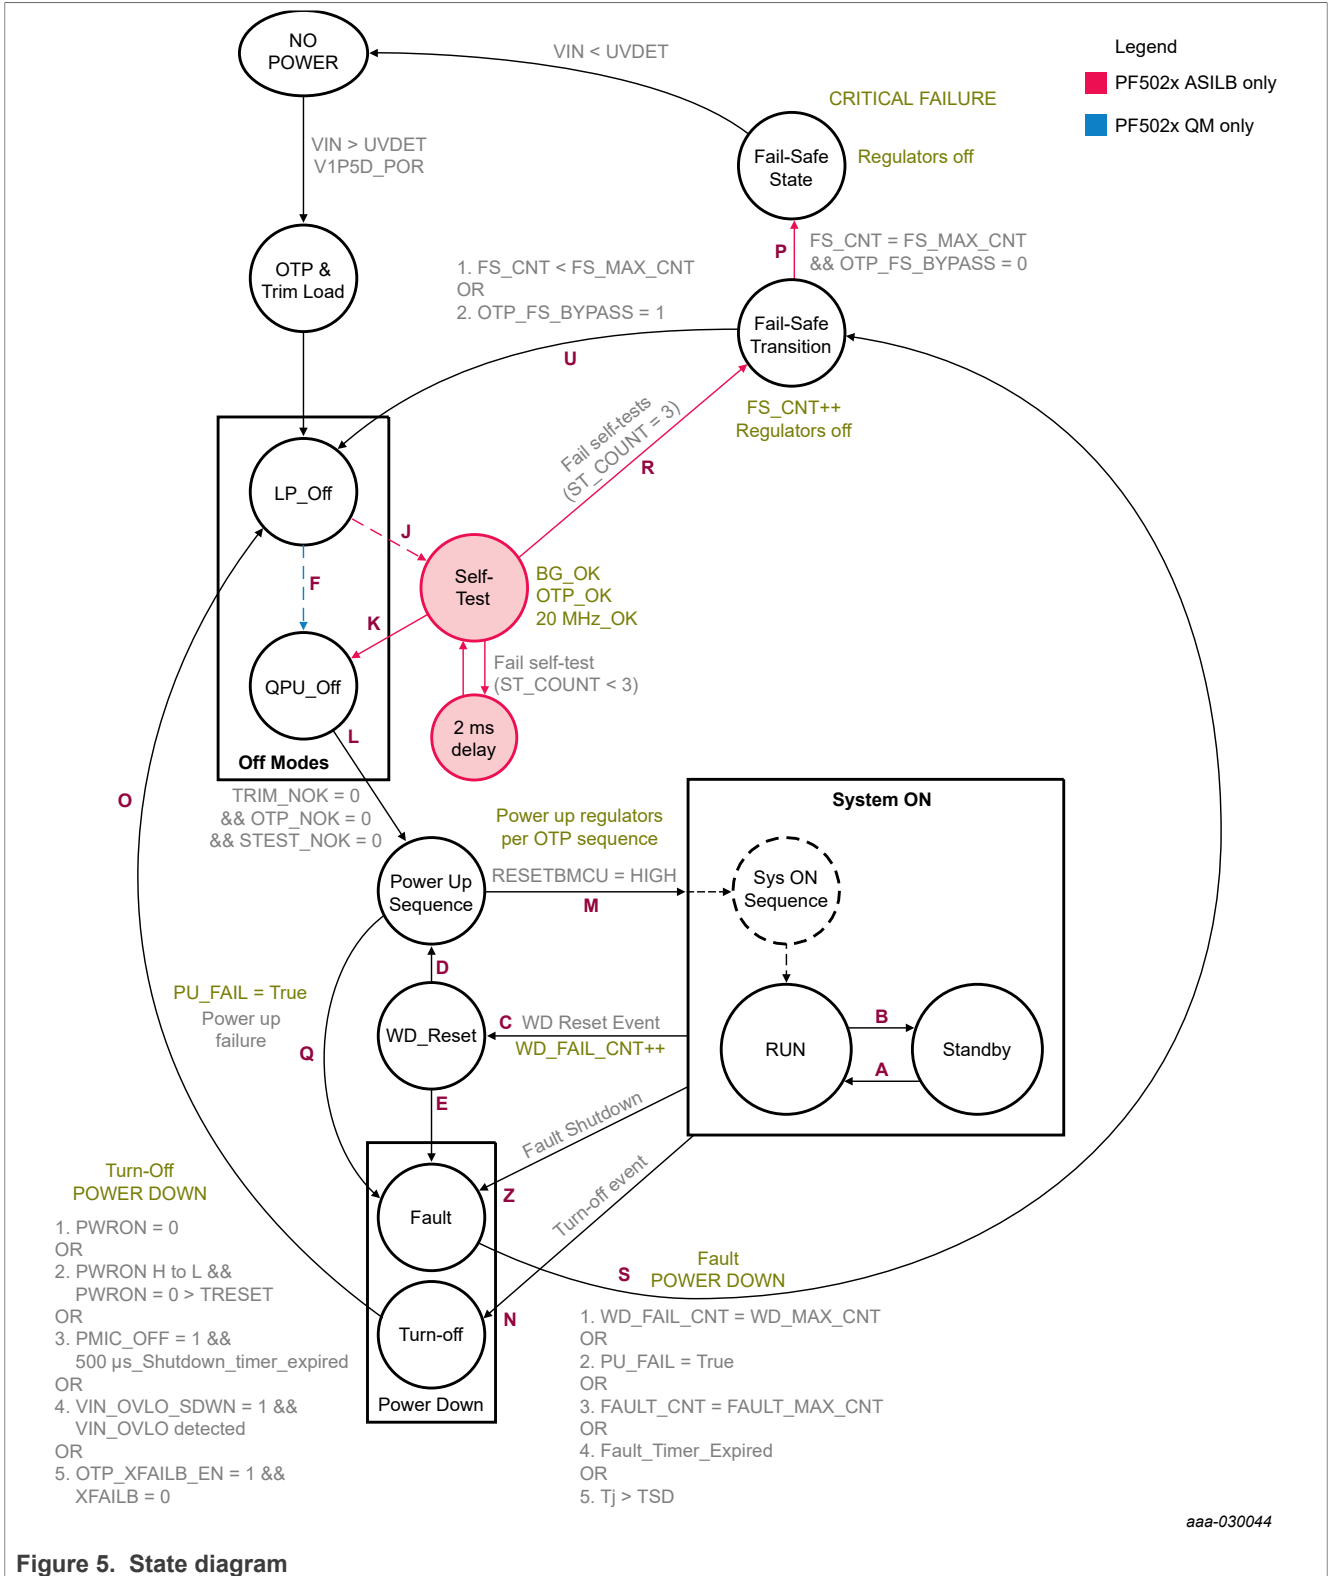 NO
POWER
VIN < UVDET
Legend
PF502x ASILB only
PF502x QM only
CRITICAL FAILURE
VIN > UVDET
V1P5D_POR
Fail-Safe
State
Regulators off
P
FS_CNT = FS_MAX_CNT
&& OTP_FS_BYPASS = 0
OTP &
Trim Load
1. FS_CNT < FS_MAX_CNT
OR
2. OTP_FS_BYPASS = 1
U
Fail-Safe
Transition
FS_CNT++
Regulators off
Fail self-tests
(ST_COUNT = 3)
R
LP_Off
J
F
Self-
Test
BG_OK
OTP_OK
20 MHz_OK
K
QPU_Off
Fail self-test
(ST_COUNT < 3)
2 ms
delay
L
Off Modes
O
TRIM_NOK = 0
&& OTP_NOK = 0
&& STEST_NOK = 0
Power up regulators
per OTP sequence
System ON
Power Up
Sequence
RESETBMCU = HIGH
M
Sys ON
Sequence
D
PU_FAIL = True
Power up
failure
Q
WD_Reset
C WD Reset Event
WD_FAIL_CNT++
RUN
B
A
Standby
E
Fault Shutdown
Z
Turn-off event
N
Fault
Turn-off
Power Down
Turn-Off
POWER DOWN
1. PWRON = 0
OR
2. PWRON H to L &&
PWRON = 0 > TRESET
OR
3. PMIC_OFF = 1 &&
500 µs_Shutdown_timer_expired
OR
4. VIN_OVLO_SDWN = 1 &&
VIN_OVLO detected
OR
5. OTP_XFAILB_EN = 1 &&
XFAILB = 0
S
Fault
POWER DOWN
1. WD_FAIL_CNT = WD_MAX_CNT
OR
2. PU_FAIL = True
OR
3. FAULT_CNT = FAULT_MAX_CNT
OR
4. Fault_Timer_Expired
OR
5. Tj > TSD
aaa-030044
Figure 5. State diagram